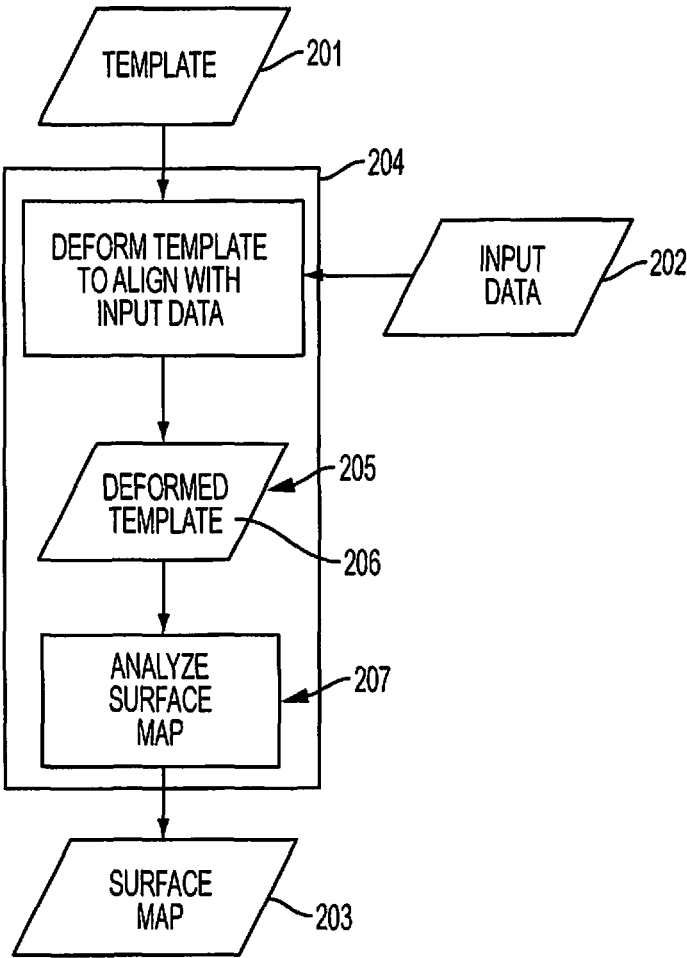 TEMPLATE
201
204
DEFORM TEMPLATE
TO ALIGN WITH
INPUT DATA
INPUT
DATA
202
DEFORMED
TEMPLATE
205
206
ANALYZE
SURFACE
MAP
207
SURFACE
MAP
203